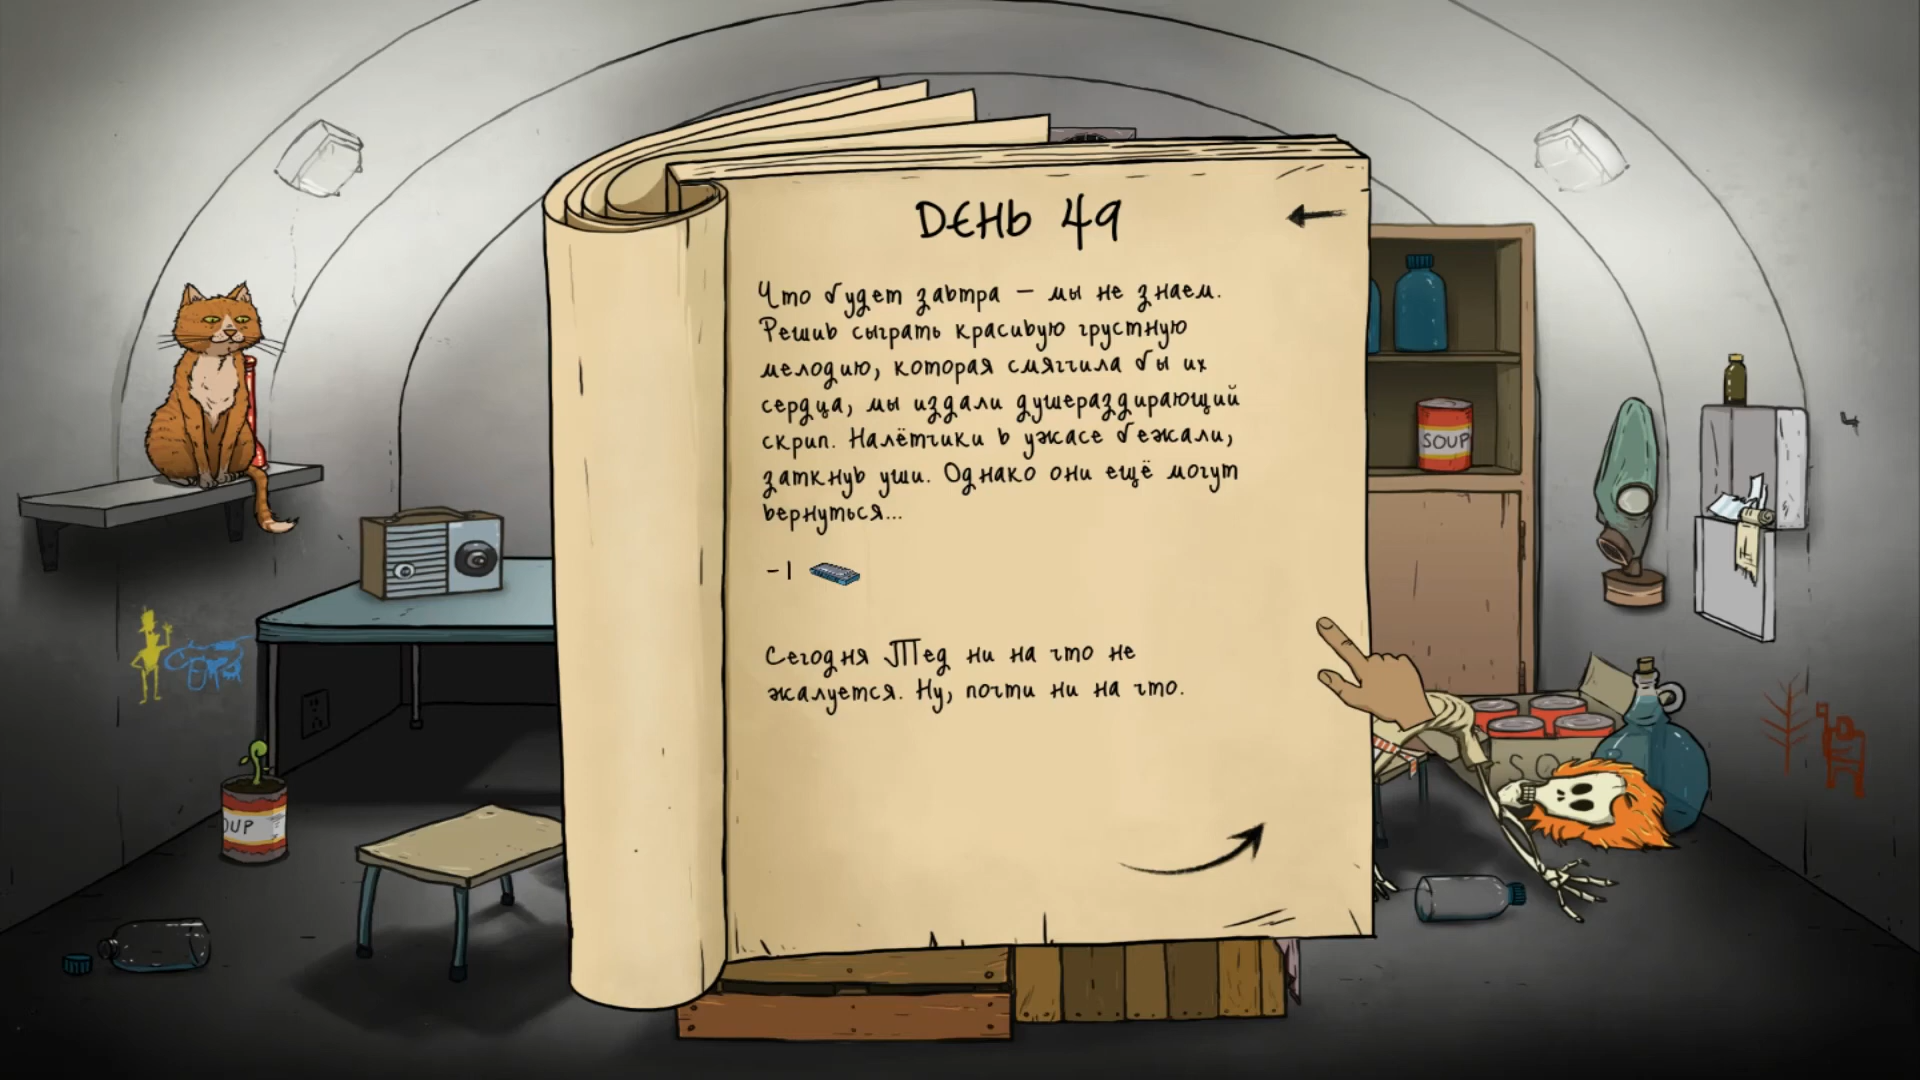 ДЕНЬ 49
Что будет завтра — мы не знаем.
Решив сыграть красивую грустную
мелодию, которая смягчила бы их
сердца, мы издали душераздирающий
скрип. Налётчики в ужасе бежали,
заткнув уши. Однако они ещё могут
вернуться...
-1
Сегодня Тед ни на что не
жалуется. Ну, почти ни на что.
SOUP
OUP
SO